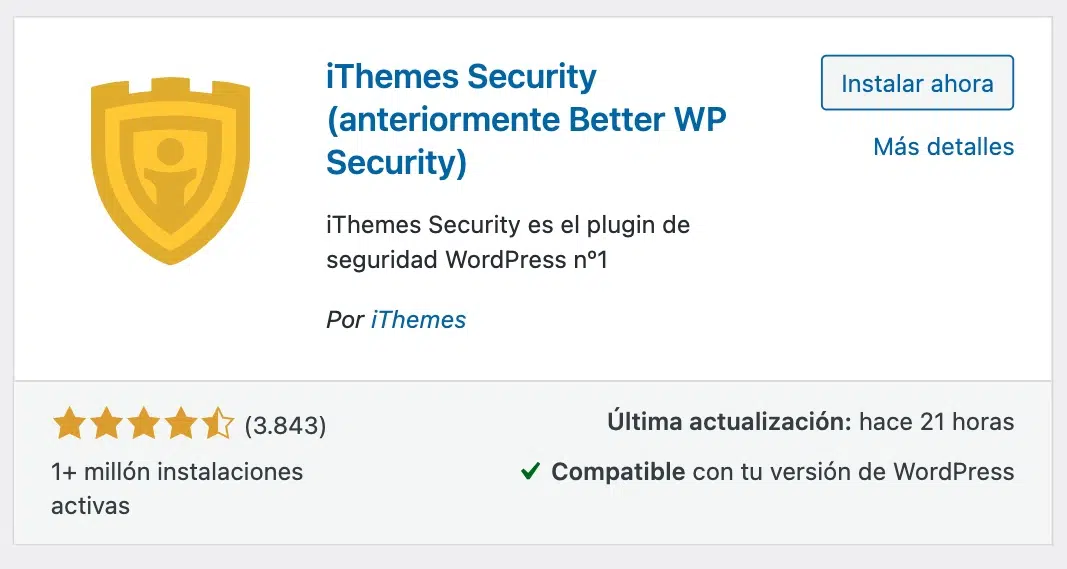 iThemes Security
(anteriormente Better WP
Security)
Instalar ahora
Más detalles
iThemes Security es el plugin de
seguridad WordPress nº1
Por iThemes
(3.843)
1+ millón instalaciones
activas
Última actualización: hace 21 horas
Compatible con tu versión de WordPress